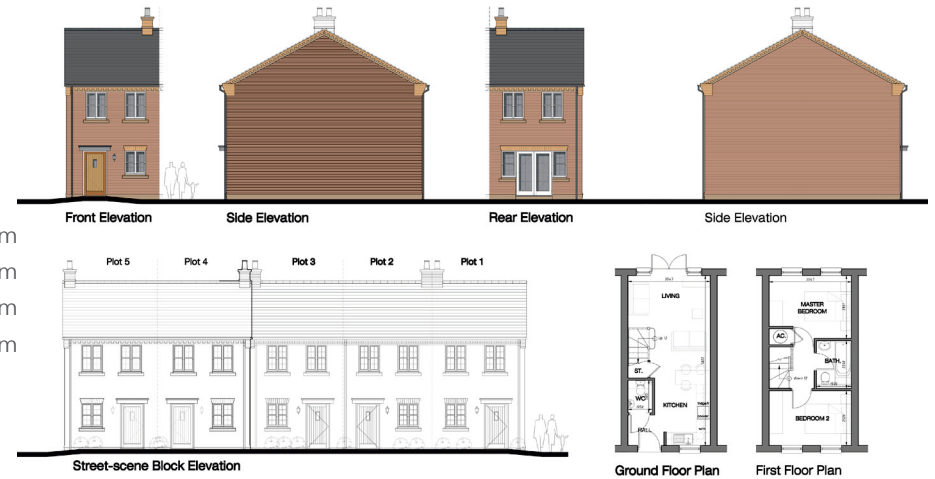 Front Elevation
Side Elevation
Rear Elevation
Side Elevation
m
m
m
m
Plot 5
Plot 4
Plot 3
Plot 2
Plot 1
Street-scene Block Elevation
LIVING
ST.
WC
KITCHEN
HALL
Ground Floor Plan
MASTER
BEDROOM
AC
BATH.
BEDROOM 2
First Floor Plan